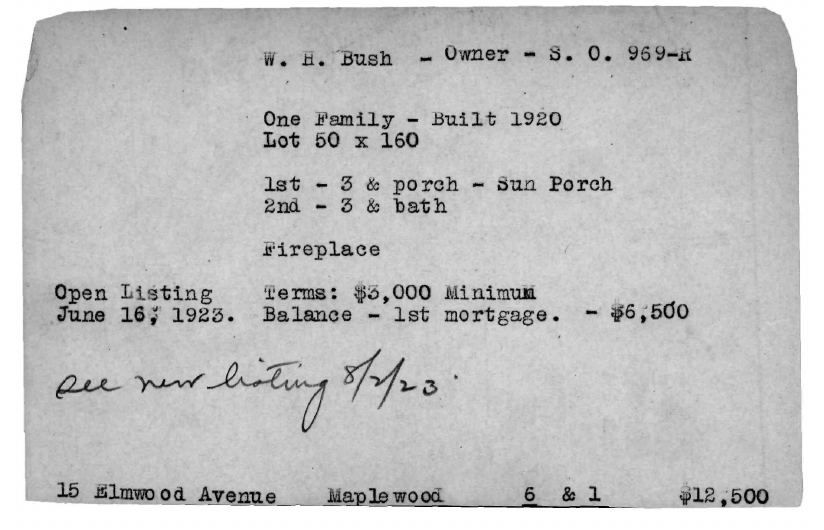 W. H. Bush - Owner - S. O. 969-R
One Family - Built 1920
Lot 50 x 160
1st - 3 & porch - Sun Porch
2nd - 3 & bath
Fireplace
Open Listing Terms: $3,000 Minimum
June 16, 1923. Balance - 1st mortgage. - $6,500
see new listing 8/2/23.
15 Elmwood Avenue Maplewood 6 & 1 $12,500